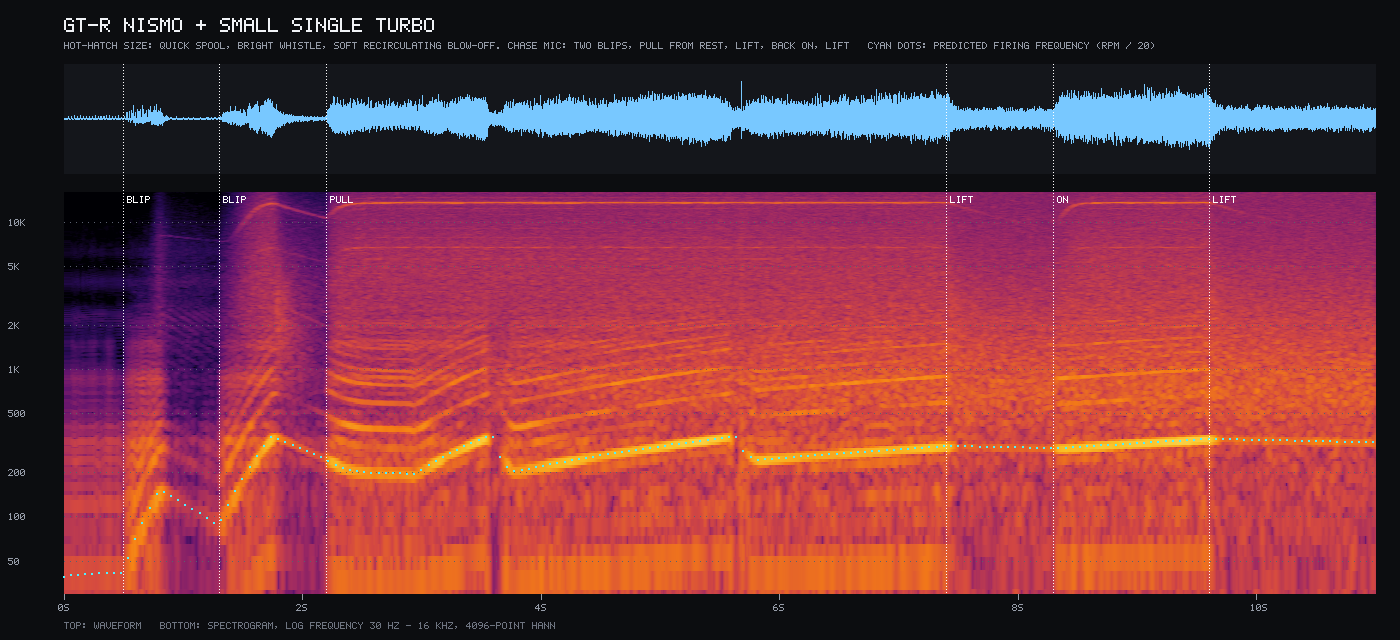 GT-R NISMO + SMALL SINGLE TURBO
HOT-HATCH SIZE: QUICK SPOOL, BRIGHT WHISTLE, SOFT RECIRCULATING BLOW-OFF. CHASE MIC: TWO BLIPS, PULL FROM REST, LIFT, BACK ON, LIFT   CYAN DOTS: PREDICTED FIRING FREQUENCY (RPM / 20)
BLIP BLIP PULL LIFT ON LIFT
10K
5K
2K
1K
500
200
100
50
0S 2S 4S 6S 8S 10S
TOP: WAVEFORM   BOTTOM: SPECTROGRAM, LOG FREQUENCY 30 HZ - 16 KHZ, 4096-POINT HANN